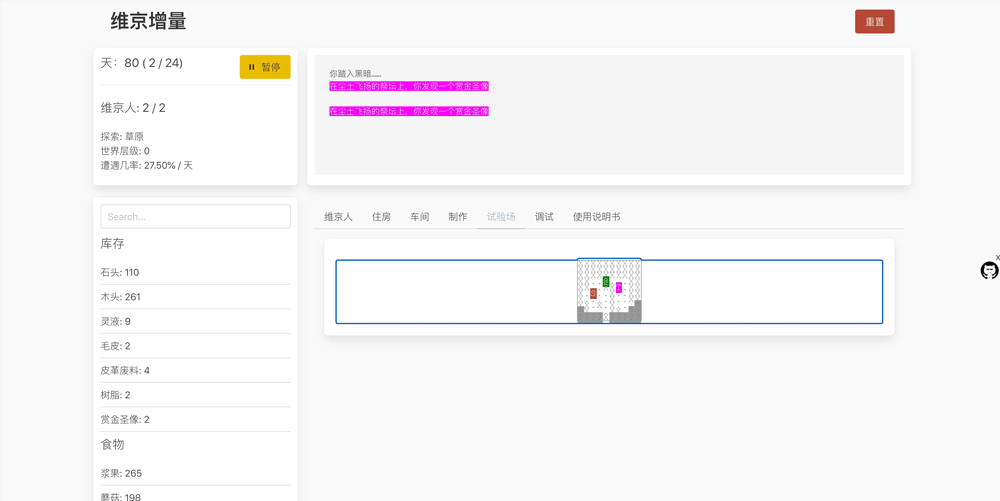 维京增量
重置
天：80 ( 2 / 24)
暂停
维京人: 2 / 2
探索: 草原
世界层级: 0
遭遇几率: 27.50% / 天
你踏入黑暗……
在尘土飞扬的祭坛上，你发现一个赏金圣像
在尘土飞扬的祭坛上，你发现一个赏金圣像
Search...
库存
石头: 110
木头: 261
灵液: 9
毛皮: 2
皮革废料: 4
树脂: 2
赏金圣像: 2
食物
浆果: 265
蘑菇: 198
维京人 住房 车间 制作 试验场 调试 使用说明书
x